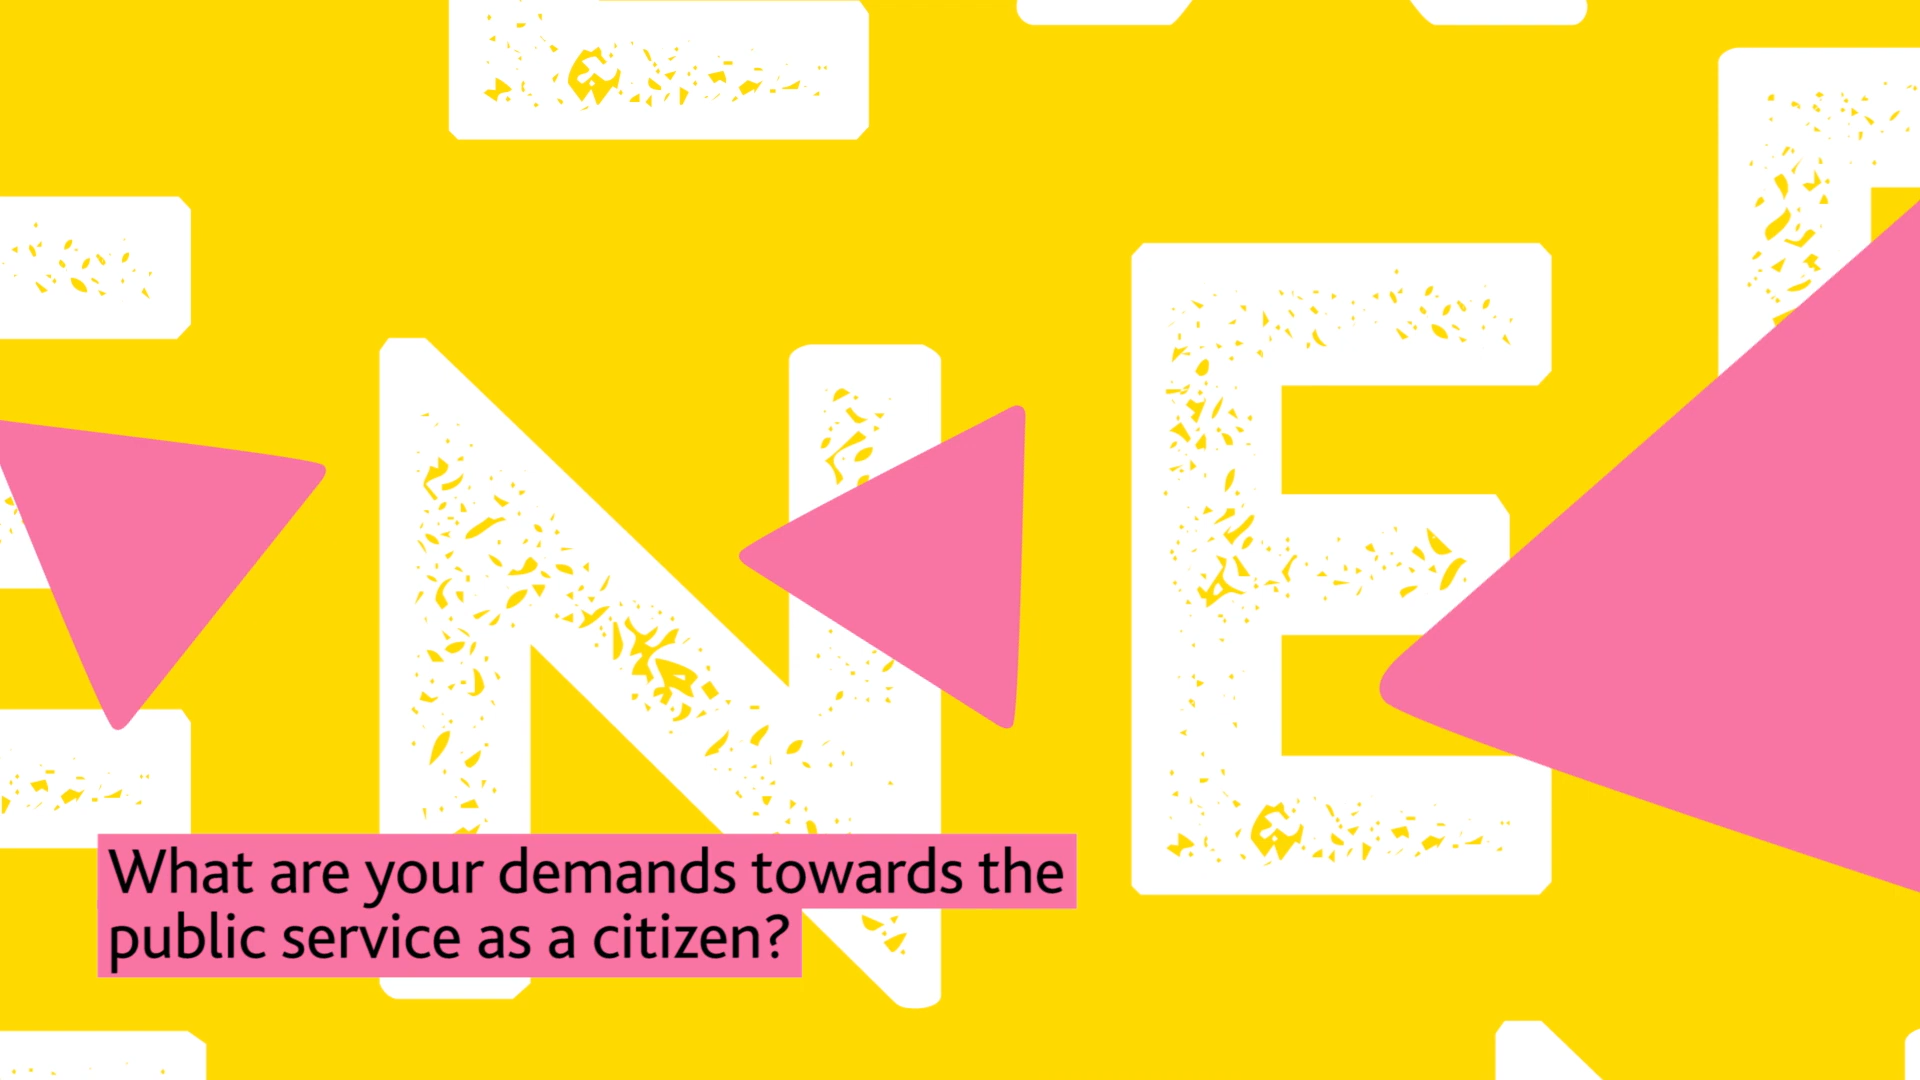 N E
What are your demands towards the
public service as a citizen?